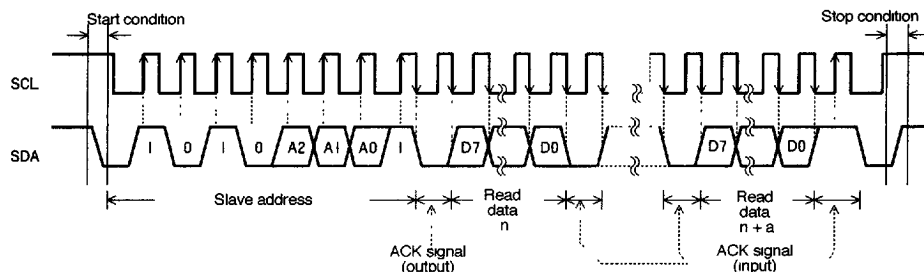 Start condition
Stop condition
SCL
SDA
1 0 1 0 A2 A1 A0 1 D7 D0 D7 D0
Slave address
Read data n
Read data n + a
ACK signal (output)
ACK signal (input)